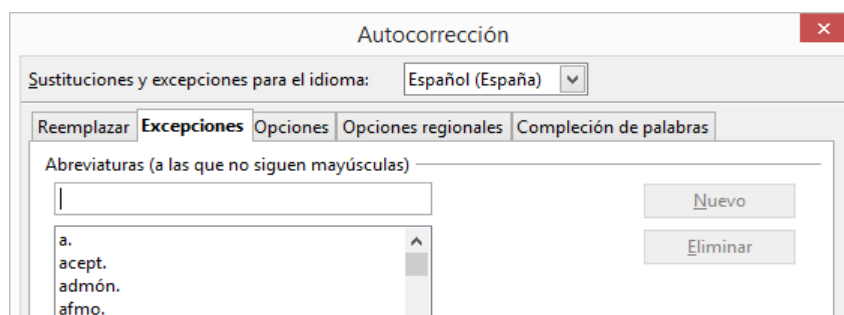 Autocorrección
Sustituciones y excepciones para el idioma: Español (España)
Reemplazar Excepciones Opciones Opciones regionales Compleción de palabras
Abreviaturas (a las que no siguen mayúsculas)
Nuevo
a.
Eliminar
acept.
admón.
afmo.